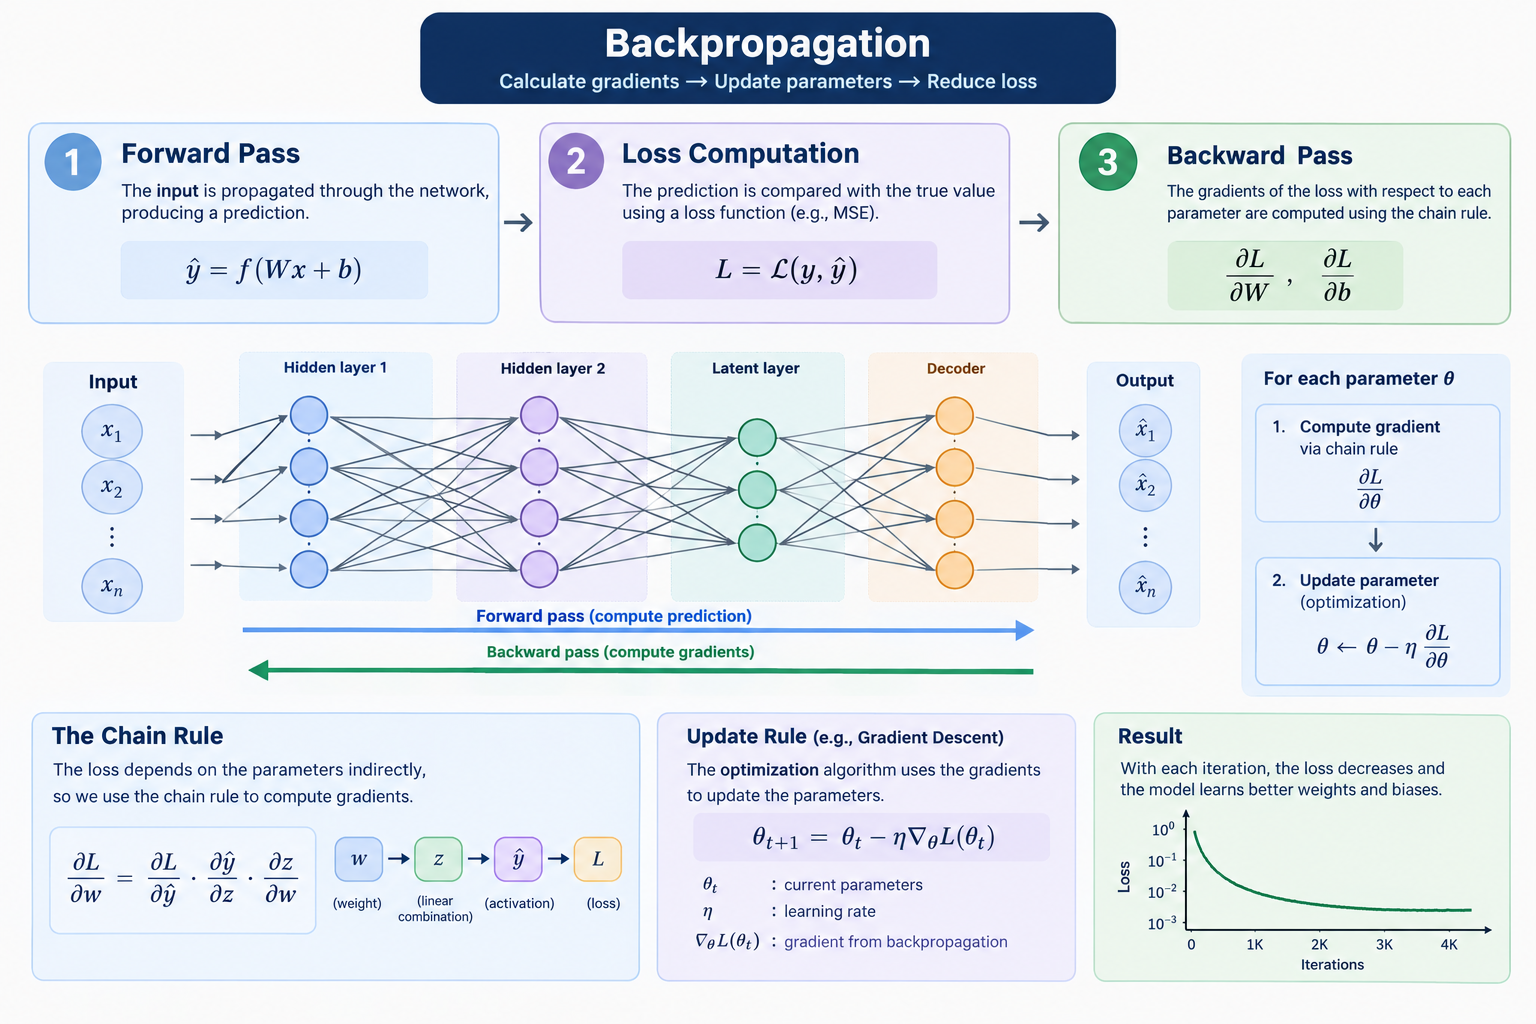 Backpropagation
Calculate gradients → Update parameters → Reduce loss
1
Forward Pass
The input is propagated through the network,
producing a prediction.
ŷ = f(Wx + b)
2
Loss Computation
The prediction is compared with the true value
using a loss function (e.g., MSE).
L = ℒ(y, ŷ)
3
Backward Pass
The gradients of the loss with respect to each
parameter are computed using the chain rule.
∂L/∂W , ∂L/∂b
Input
x₁
x₂
⋮
xₙ
Hidden layer 1
Hidden layer 2
Latent layer
Decoder
Output
x̂₁
x̂₂
⋮
x̂ₙ
Forward pass (compute prediction)
Backward pass (compute gradients)
For each parameter θ
1. Compute gradient
via chain rule
∂L/∂θ
2. Update parameter
(optimization)
θ ← θ − η ∂L/∂θ
The Chain Rule
The loss depends on the parameters indirectly,
so we use the chain rule to compute gradients.
∂L/∂w = ∂L/∂ŷ · ∂ŷ/∂z · ∂z/∂w
w → z → ŷ → L
(weight) (linear combination) (activation) (loss)
Update Rule (e.g., Gradient Descent)
The optimization algorithm uses the gradients
to update the parameters.
θₜ₊₁ = θₜ − η∇θL(θₜ)
θₜ : current parameters
η : learning rate
∇θL(θₜ) : gradient from backpropagation
Result
With each iteration, the loss decreases and
the model learns better weights and biases.
Loss
10⁰
10⁻¹
10⁻²
10⁻³
0 1K 2K 3K 4K
Iterations